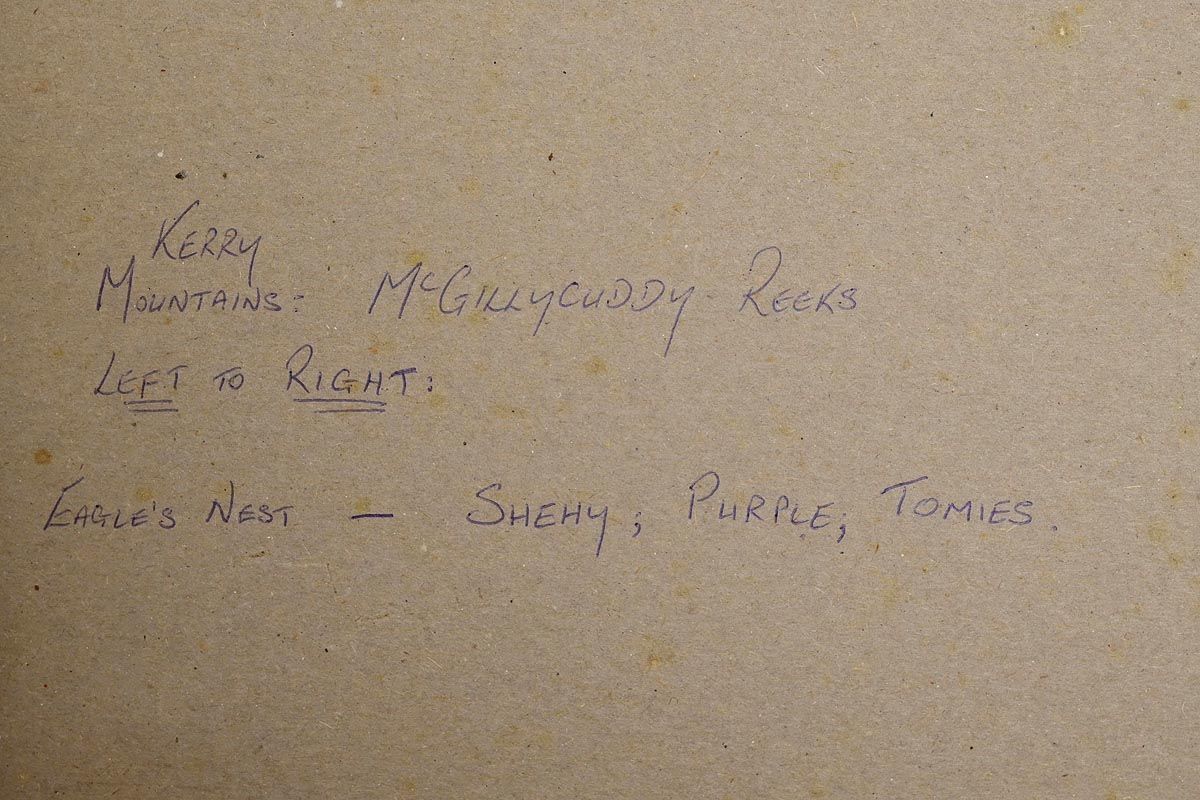 KERRY
MOUNTAINS: McGILLYCUDDY REEKS
LEFT TO RIGHT:
EAGLE'S NEST — SHEHY; PURPLE; TOMIES.